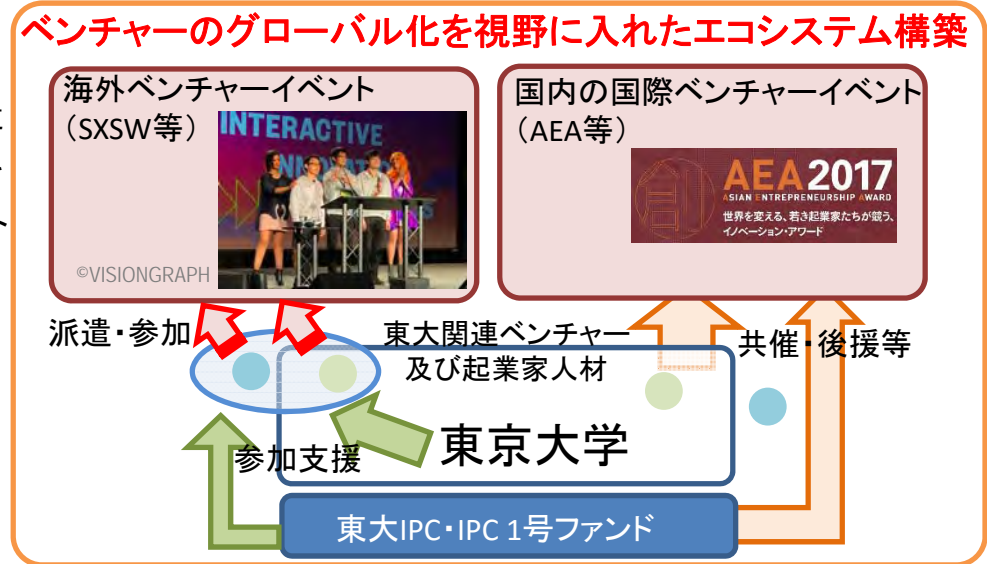 ベンチャーのグローバル化を視野に入れたエコシステム構築
海外ベンチャーイベント
（SXSW等）
INTERACTIVE
©VISIONGRAPH
国内の国際ベンチャーイベント
（AEA等）
創
AEA2017
ASIAN ENTREPRENEURSHIP AWARD
世界を変える、若き起業家たちが競う、
イノベーション・アワード
派遣・参加
東大関連ベンチャー
及び起業家人材
共催・後援等
参加支援
東京大学
東大IPC・IPC 1号ファンド